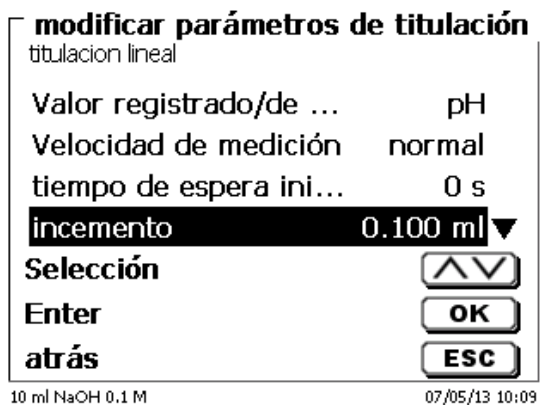 modificar parámetros de titulación
titulacion lineal
Valor registrado/de ... pH
Velocidad de medición normal
tiempo de espera ini... 0 s
incemento 0.100 ml
Selección
Enter OK
atrás ESC
10 ml NaOH 0.1 M 07/05/13 10:09